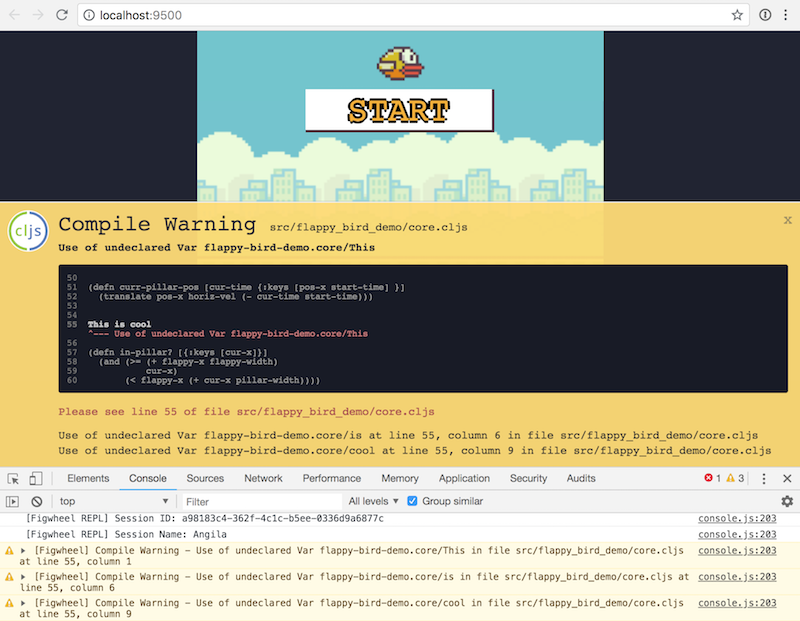 localhost:9500
START
cljs
Compile Warning src/flappy_bird_demo/core.cljs
x
Use of undeclared Var flappy-bird-demo.core/This
50
51 (defn curr-pillar-pos [cur-time {:keys [pos-x start-time] }]
52 (translate pos-x horiz-vel (- cur-time start-time)))
53
54
55 This is cool
^--- Use of undeclared Var flappy-bird-demo.core/This
56
57 (defn in-pillar? [{:keys [cur-x]}]
58 (and (>= (+ flappy-x flappy-width)
59 cur-x)
60 (< flappy-x (+ cur-x pillar-width))))
Please see line 55 of file src/flappy_bird_demo/core.cljs
Use of undeclared Var flappy-bird-demo.core/is at line 55, column 6 in file src/flappy_bird_demo/core.cljs
Use of undeclared Var flappy-bird-demo.core/cool at line 55, column 9 in file src/flappy_bird_demo/core.cljs
Elements Console Sources Network Performance Memory Application Security Audits 1 3
top Filter All levels Group similar
[Figwheel REPL] Session ID: a98183c4-362f-4c1c-b5ee-0336d9a6877c console.js:203
[Figwheel REPL] Session Name: Angila console.js:203
[Figwheel] Compile Warning – Use of undeclared Var flappy-bird-demo.core/This in file src/flappy_bird_demo/core.cljs console.js:203
at line 55, column 1
[Figwheel] Compile Warning – Use of undeclared Var flappy-bird-demo.core/is in file src/flappy_bird_demo/core.cljs at console.js:203
line 55, column 6
[Figwheel] Compile Warning – Use of undeclared Var flappy-bird-demo.core/cool in file src/flappy_bird_demo/core.cljs console.js:203
at line 55, column 9